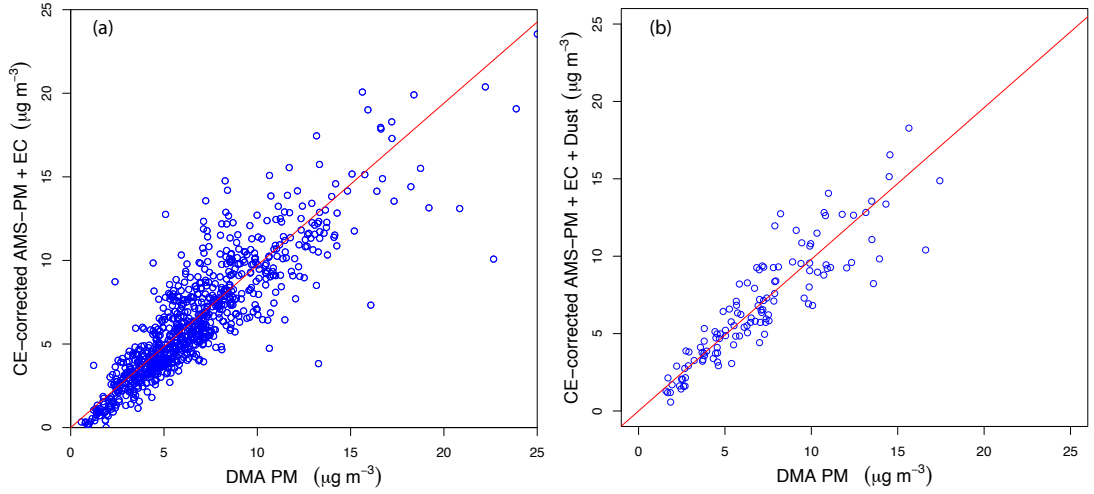 (a)
CE−corrected AMS−PM + EC (μg m−3)
25
20
15
10
5
0
0 5 10 15 20 25
DMA PM (μg m−3)
(b)
CE−corrected AMS−PM + EC + Dust (μg m−3)
25
20
15
10
5
0
0 5 10 15 20 25
DMA PM (μg m−3)